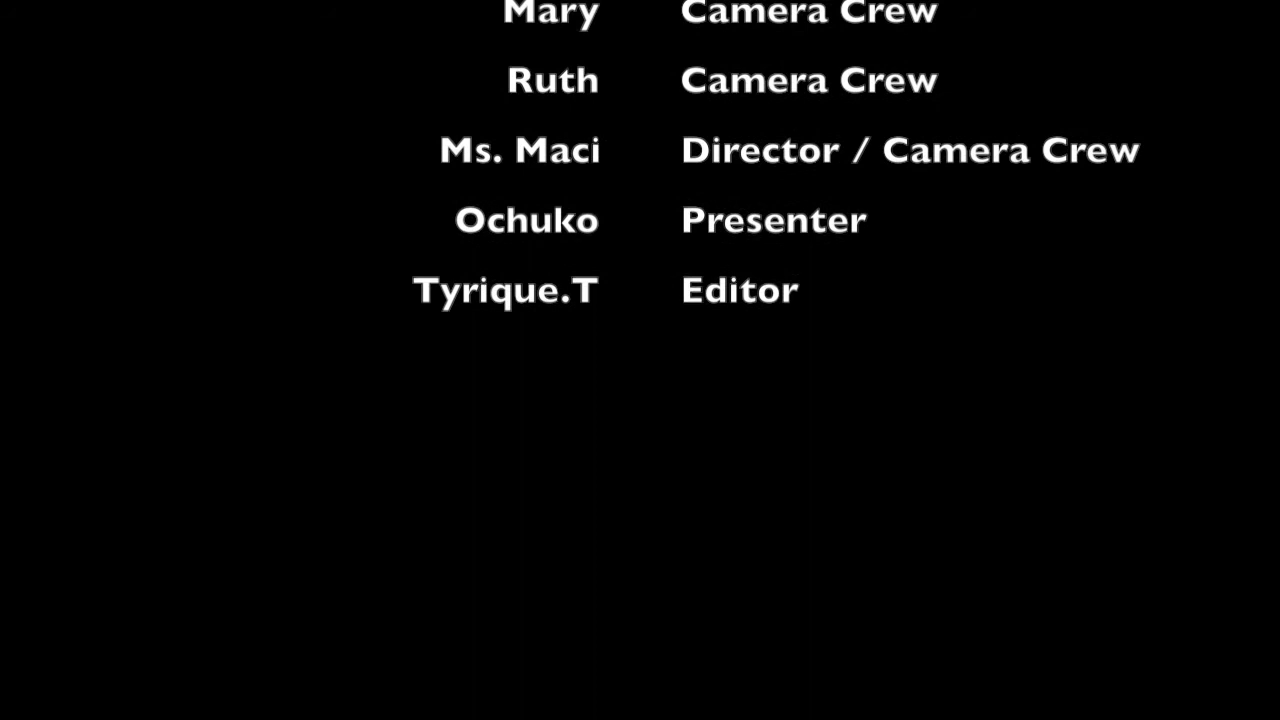 Mary Camera Crew
Ruth Camera Crew
Ms. Maci Director / Camera Crew
Ochuko Presenter
Tyrique.T Editor